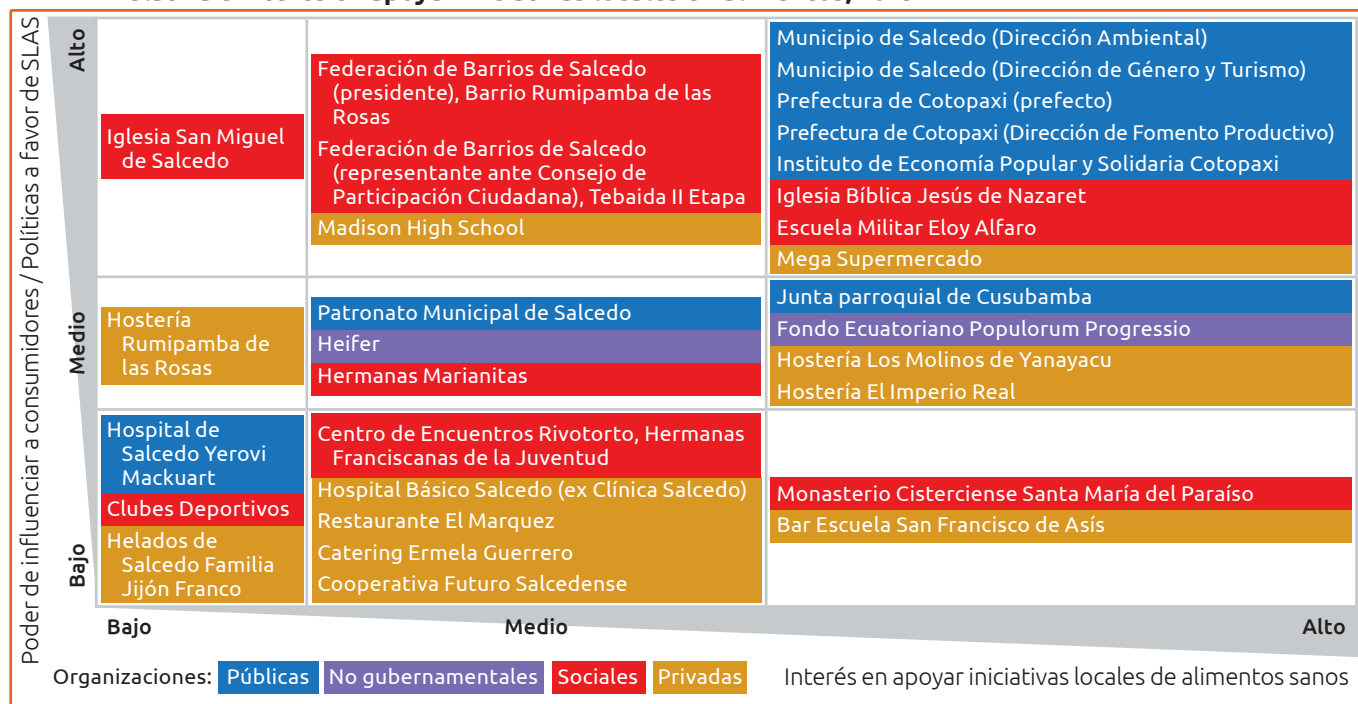 Poder de influenciar a consumidores / Políticas a favor de SLAS
Alto
Iglesia San Miguel
de Salcedo
Federación de Barrios de Salcedo
(presidente), Barrio Rumipamba de las
Rosas
Federación de Barrios de Salcedo
(representante ante Consejo de
Participación Ciudadana), Tebaida II Etapa
Madison High School
Municipio de Salcedo (Dirección Ambiental)
Municipio de Salcedo (Dirección de Género y Turismo)
Prefectura de Cotopaxi (prefecto)
Prefectura de Cotopaxi (Dirección de Fomento Productivo)
Instituto de Economía Popular y Solidaria Cotopaxi
Iglesia Bíblica Jesús de Nazaret
Escuela Militar Eloy Alfaro
Mega Supermercado
Medio
Hostería
Rumipamba de
las Rosas
Patronato Municipal de Salcedo
Heifer
Hermanas Marianitas
Junta parroquial de Cusubamba
Fondo Ecuatoriano Populorum Progressio
Hostería Los Molinos de Yanayacu
Hostería El Imperio Real
Bajo
Hospital de
Salcedo Yerovi
Mackuart
Clubes Deportivos
Helados de
Salcedo Familia
Jijón Franco
Centro de Encuentros Rivotorto, Hermanas
Franciscanas de la Juventud
Hospital Básico Salcedo (ex Clínica Salcedo)
Restaurante El Marquez
Catering Ermela Guerrero
Cooperativa Futuro Salcedense
Monasterio Cisterciense Santa María del Paraíso
Bar Escuela San Francisco de Asís
Bajo Medio Alto
Organizaciones: Públicas No gubernamentales Sociales Privadas Interés en apoyar iniciativas locales de alimentos sanos